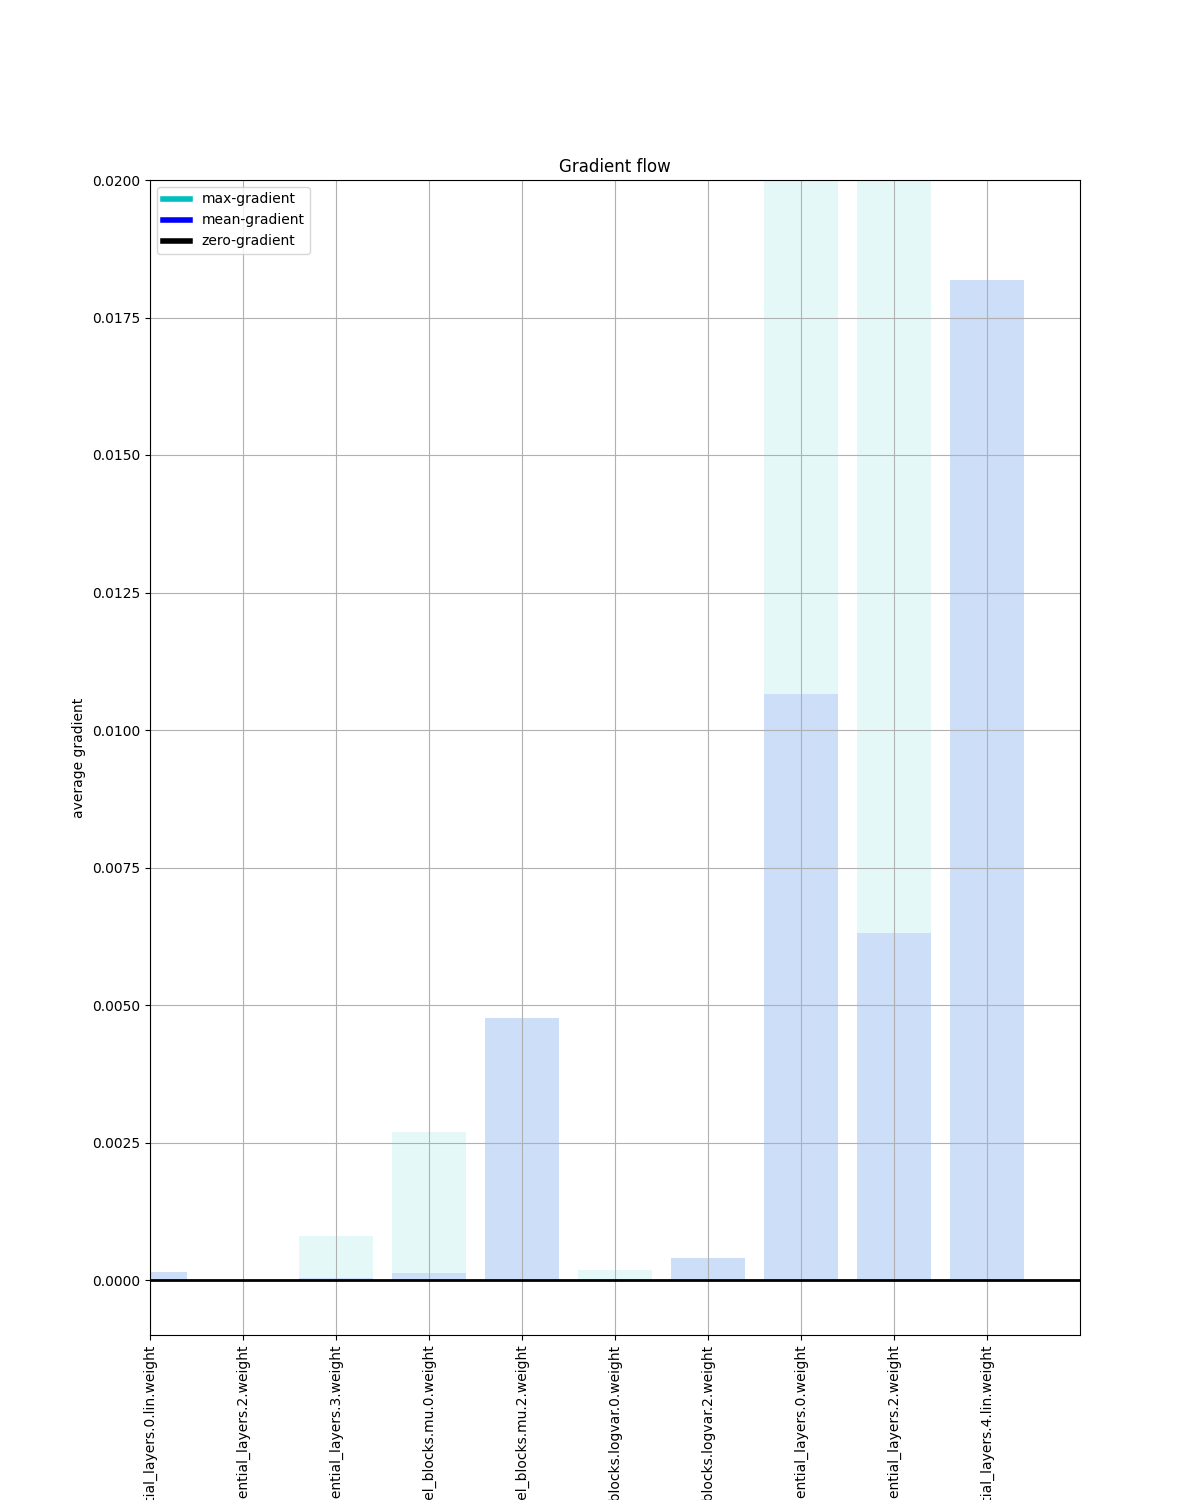 Gradient flow
max-gradient
mean-gradient
zero-gradient
0.0200
0.0175
0.0150
0.0125
0.0100
0.0075
0.0050
0.0025
0.0000
average gradient
tial_layers.0.lin.weight
ential_layers.2.weight
ential_layers.3.weight
el_blocks.mu.0.weight
el_blocks.mu.2.weight
blocks.logvar.0.weight
blocks.logvar.2.weight
ential_layers.0.weight
ential_layers.2.weight
tial_layers.4.lin.weight